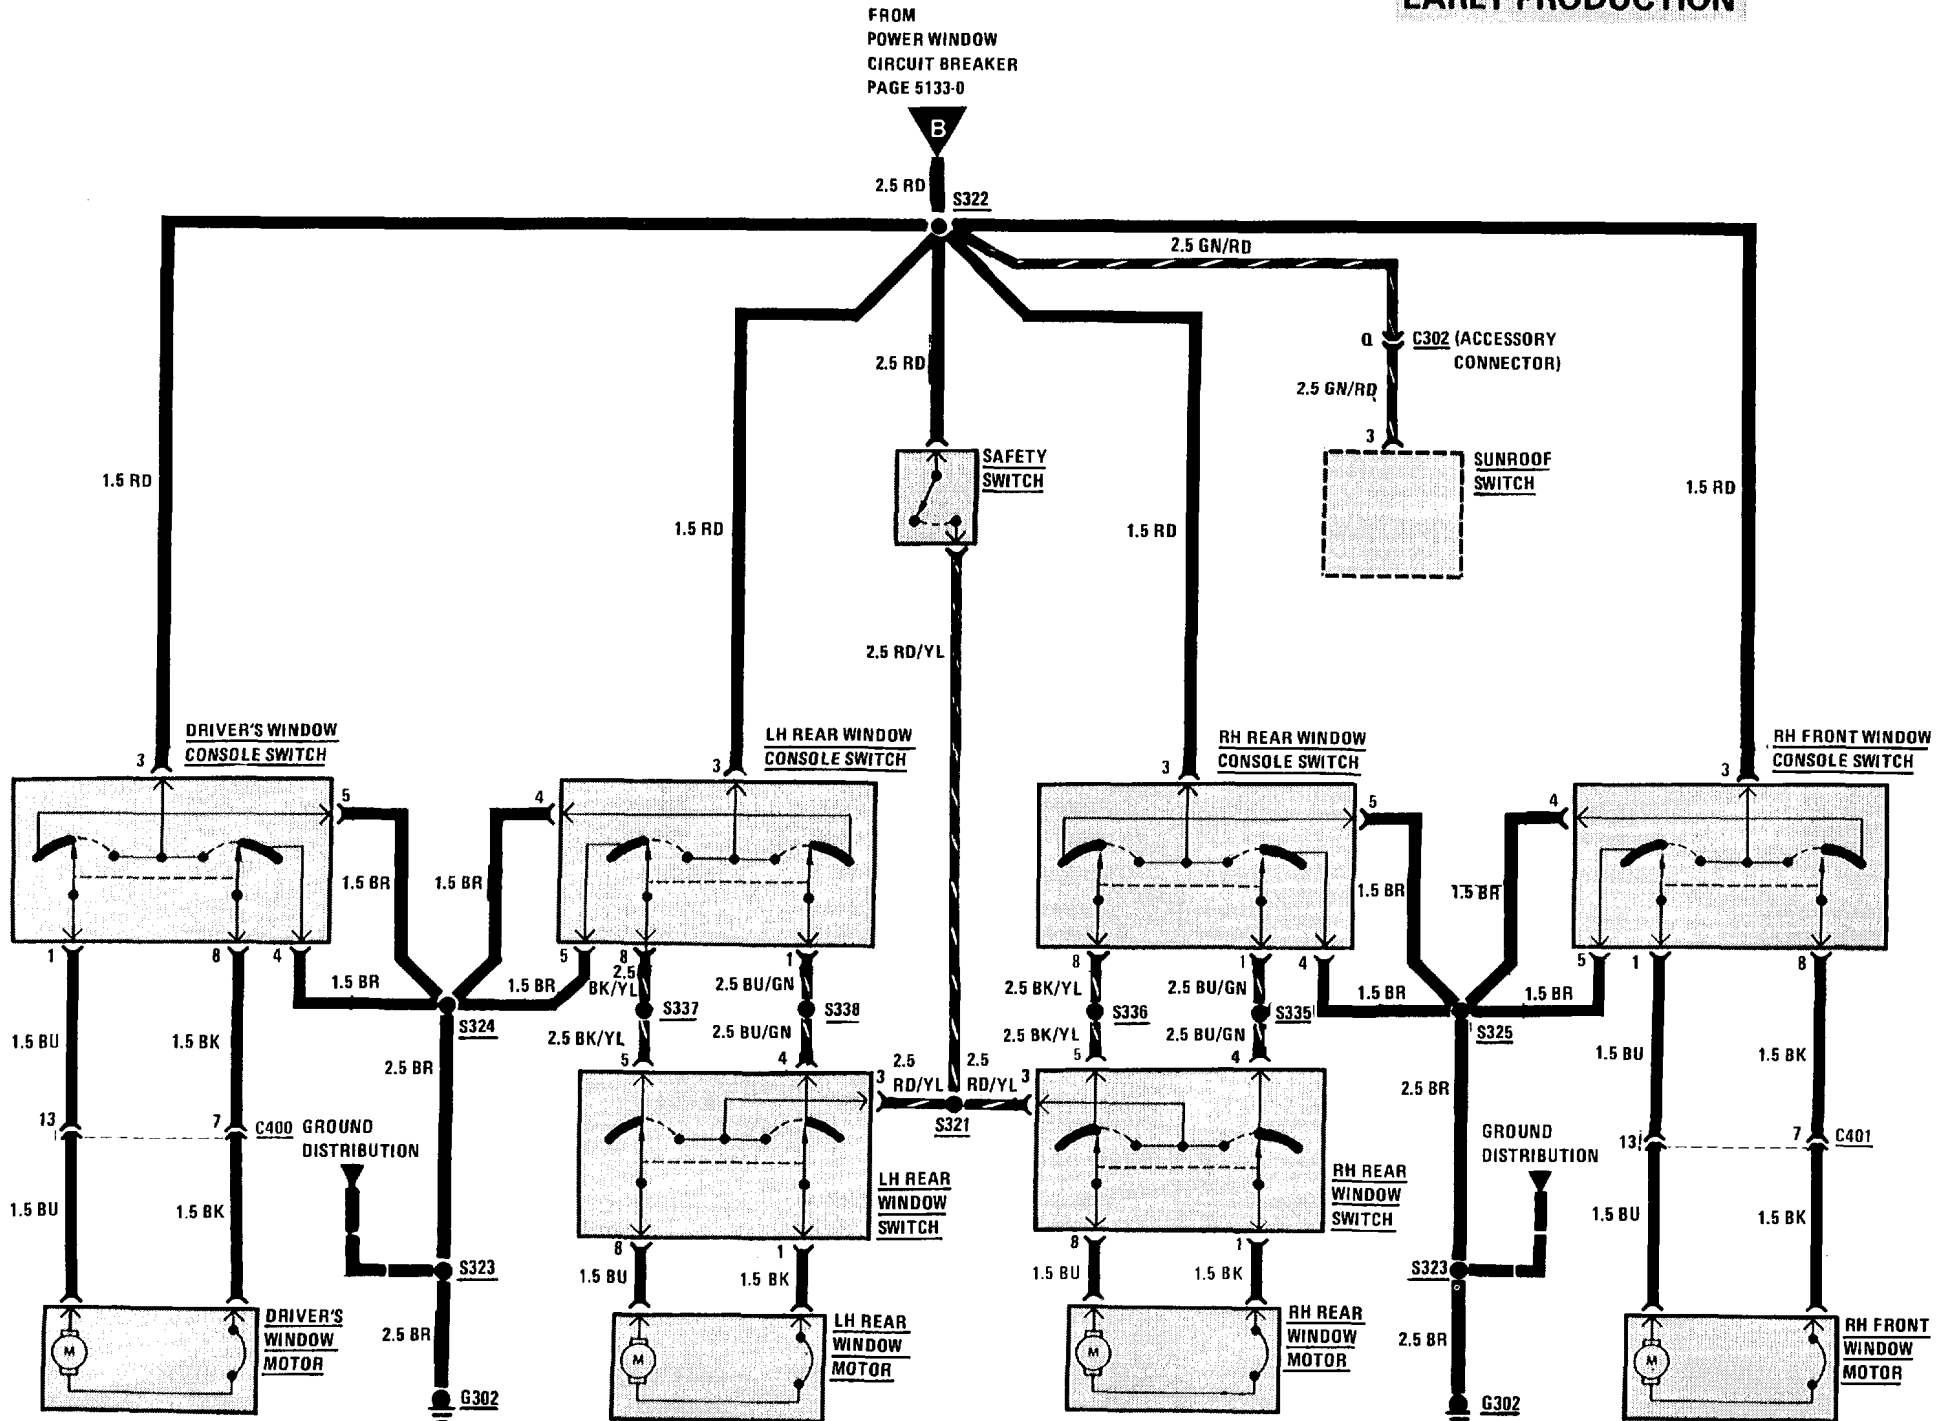 EARLY PRODUCTION
FROM
POWER WINDOW
CIRCUIT BREAKER
PAGE 5133-0
B
2.5 RD
S322
2.5 GN/RD
2.5 RD
C302 (ACCESSORY
CONNECTOR)
2.5 GN/RD
3
SAFETY
SWITCH
SUNROOF
SWITCH
1.5 RD
1.5 RD
1.5 RD
1.5 RD
2.5 RD/YL
DRIVER'S WINDOW
CONSOLE SWITCH
3
LH REAR WINDOW
CONSOLE SWITCH
3
RH REAR WINDOW
CONSOLE SWITCH
3
RH FRONT WINDOW
CONSOLE SWITCH
3
5
4
5
4
1.5 BR
1.5 BR
1.5 BR
1.5 BR
1
8
4
5
8
1
8
1
4
5
1
8
1.5 BR
1.5 BR
2.5
BK/YL
2.5 BU/GN
2.5 BK/YL
2.5 BU/GN
1.5 BR
1.5 BR
S324
S337
S338
S336
S335
S325
1.5 BU
1.5 BK
2.5 BR
2.5 BK/YL
2.5 BU/GN
2.5 BK/YL
2.5 BU/GN
1.5 BU
1.5 BK
5
4
5
4
3
2.5
RD/YL
2.5
RD/YL
3
2.5 BR
S321
13
7
C400
GROUND
DISTRIBUTION
GROUND
DISTRIBUTION
13
7
C401
LH REAR
WINDOW
SWITCH
RH REAR
WINDOW
SWITCH
1.5 BU
1.5 BK
1.5 BU
1.5 BK
8
1
8
1
S323
1.5 BU
1.5 BK
1.5 BU
1.5 BK
S323
DRIVER'S
WINDOW
MOTOR
M
2.5 BR
LH REAR
WINDOW
MOTOR
M
RH REAR
WINDOW
MOTOR
M
2.5 BR
RH FRONT
WINDOW
MOTOR
M
G302
G302